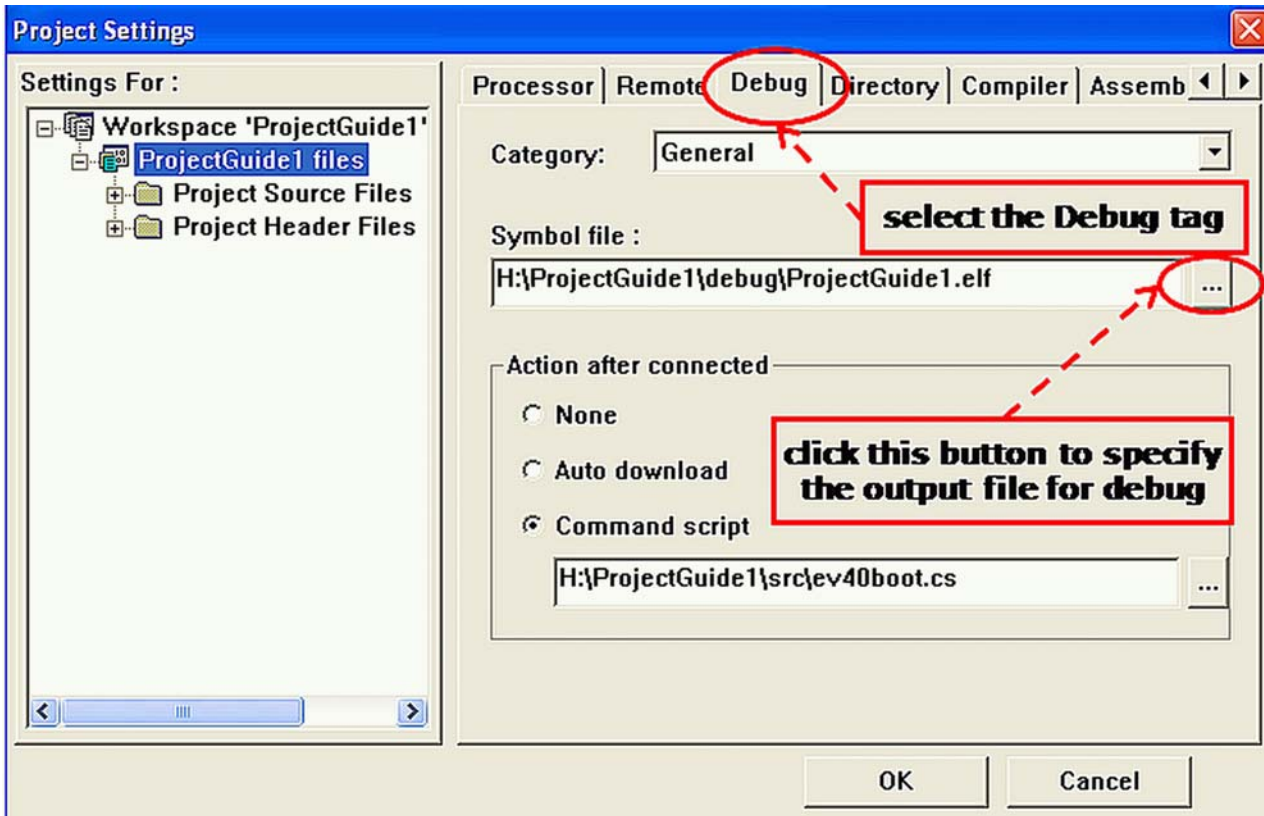 Project Settings
Settings For :
Workspace 'ProjectGuide1'
ProjectGuide1 files
Project Source Files
Project Header Files
Processor
Remote
Debug
Directory
Compiler
Assemb
Category:
General
select the Debug tag
Symbol file :
H:\ProjectGuide1\debug\ProjectGuide1.elf
...
Action after connected
None
Auto download
click this button to specify
the output file for debug
Command script
H:\ProjectGuide1\src\ev40boot.cs
...
OK
Cancel